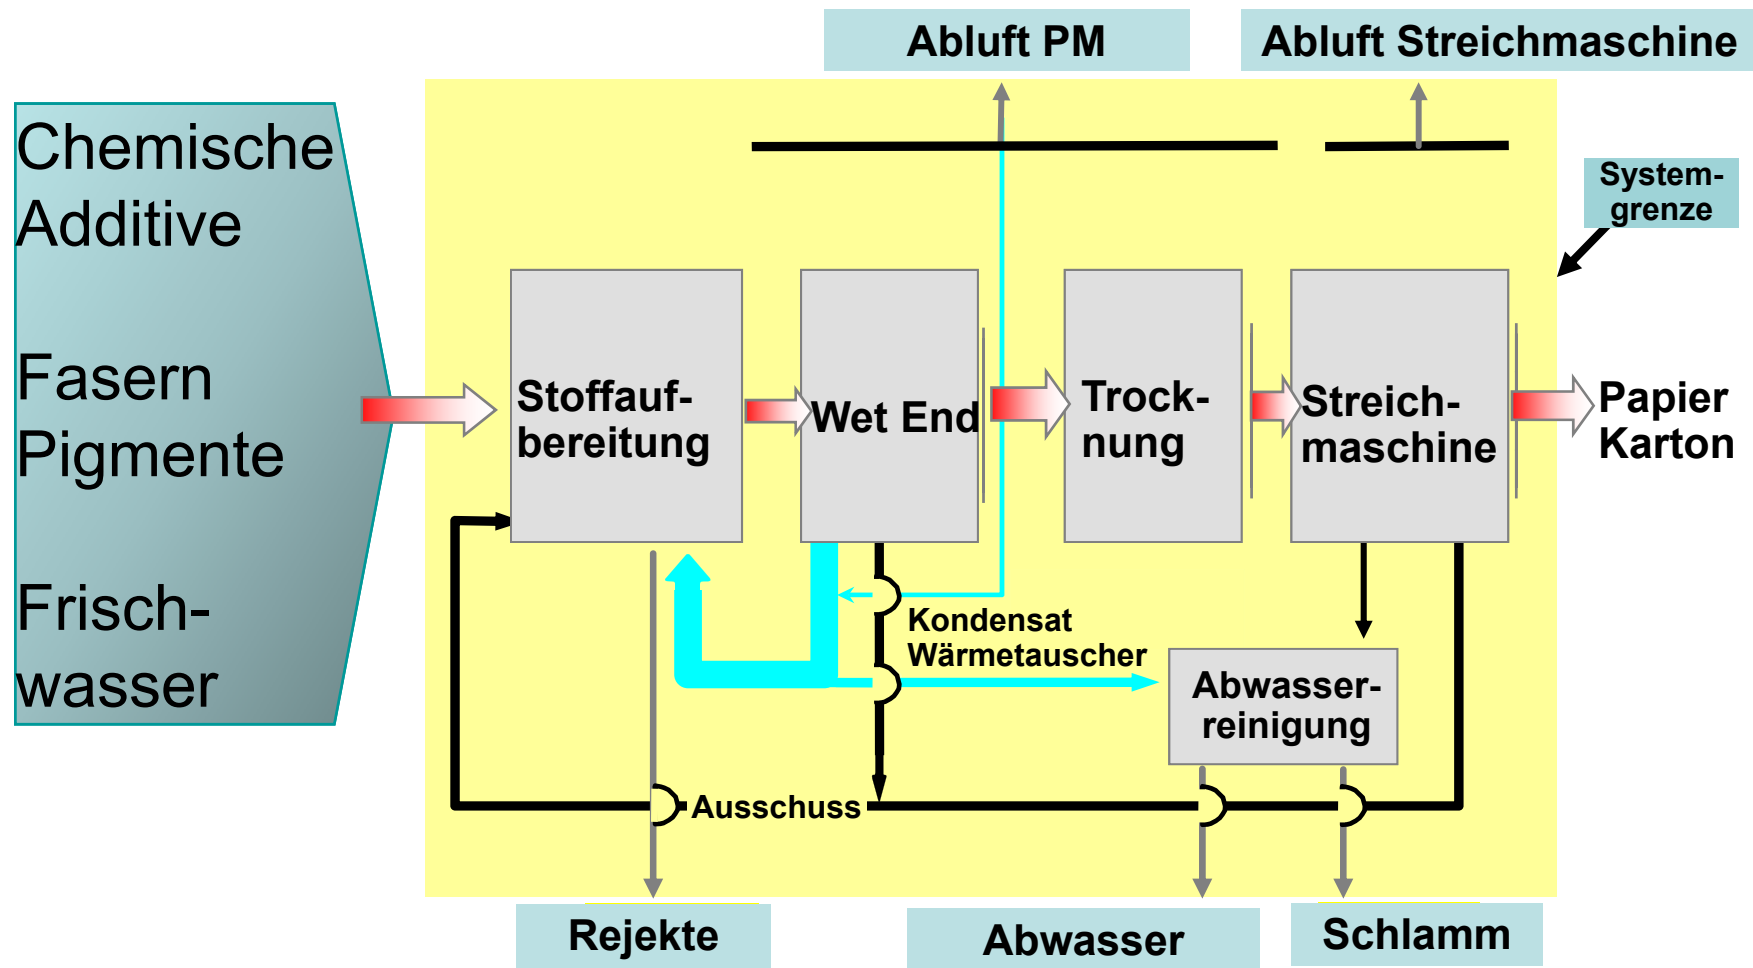 Abluft PM
Abluft Streichmaschine
Chemische
Additive
Fasern
Pigmente
Frisch-
wasser
System-
grenze
Stoffauf-
bereitung
Wet End
Trock-
nung
Streich-
maschine
Papier
Karton
Kondensat
Wärmetauscher
Abwasser-
reinigung
Ausschuss
Rejekte
Abwasser
Schlamm